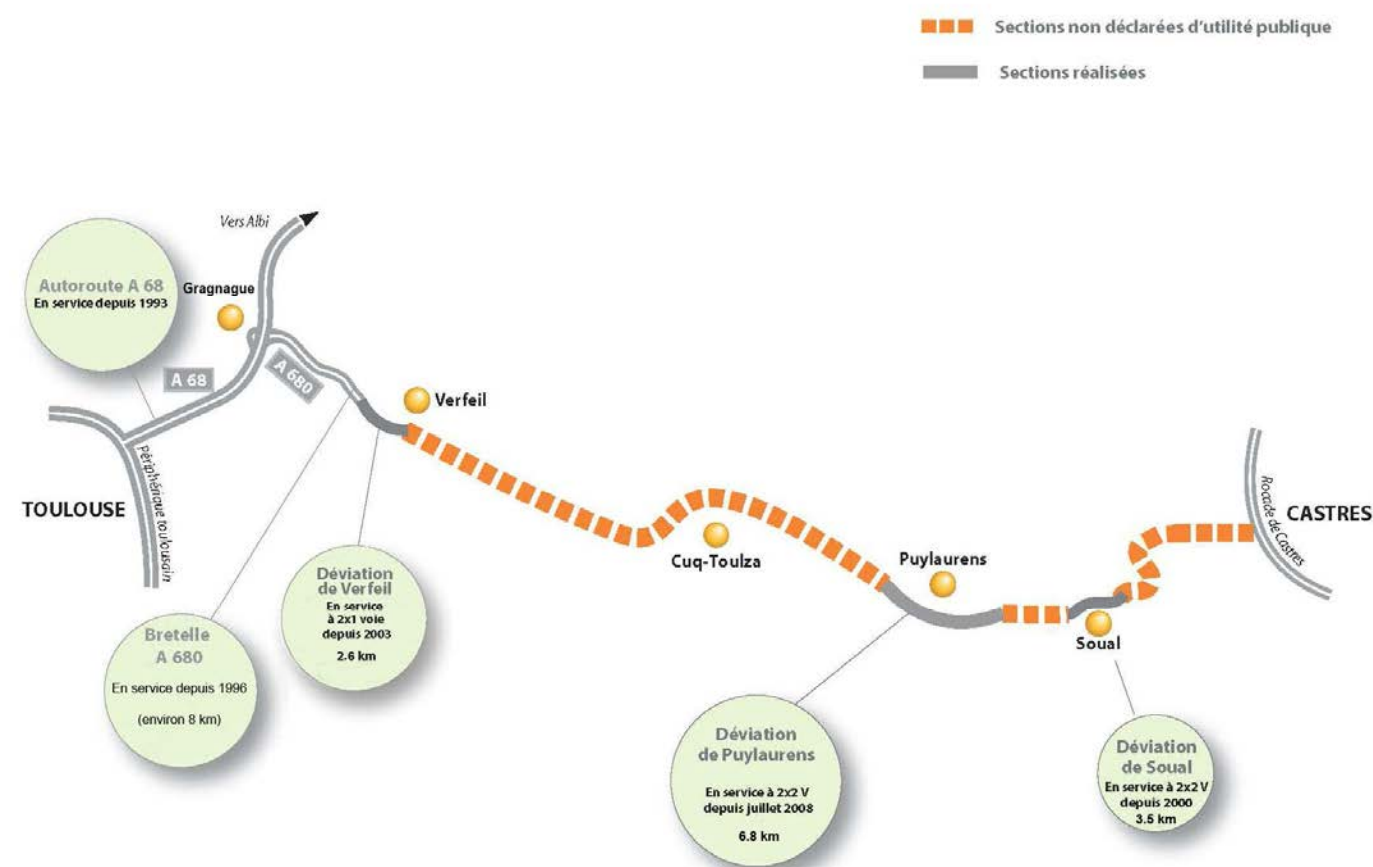 Sections non déclarées d'utilité publique
Sections réalisées
Vers Albi
Autoroute A 68
En service depuis 1993
Gragnague
A 68
A 680
Verfeil
Périphérique toulousain
TOULOUSE
Rocade de Castres
CASTRES
Cuq-Toulza
Puylaurens
Soual
Déviation
de Verfeil
En service
à 2x1 voie
depuis 2003
2.6 km
Bretelle
A 680
En service depuis 1996
(environ 8 km)
Déviation
de Puylaurens
En service à 2x2 V
depuis juillet 2008
6.8 km
Déviation
de Soual
En service à 2x2 V
depuis 2000
3.5 km